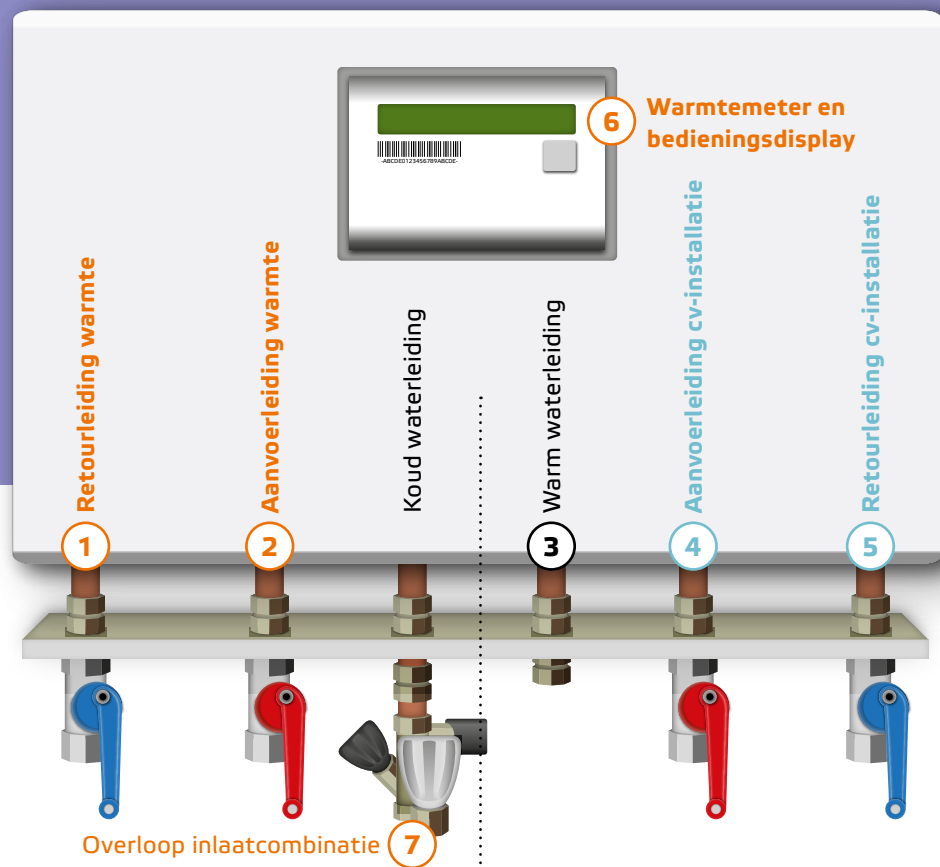 6
Warmtemeter en
bedieningsdisplay
-ABCDE0123456789ABCDE-
Retourleiding warmte
Aanvoerleiding warmte
Koud waterleiding
Warm waterleiding
Aanvoerleiding cv-installatie
Retourleiding cv-installatie
1
2
3
4
5
Overloop inlaatcombinatie 7